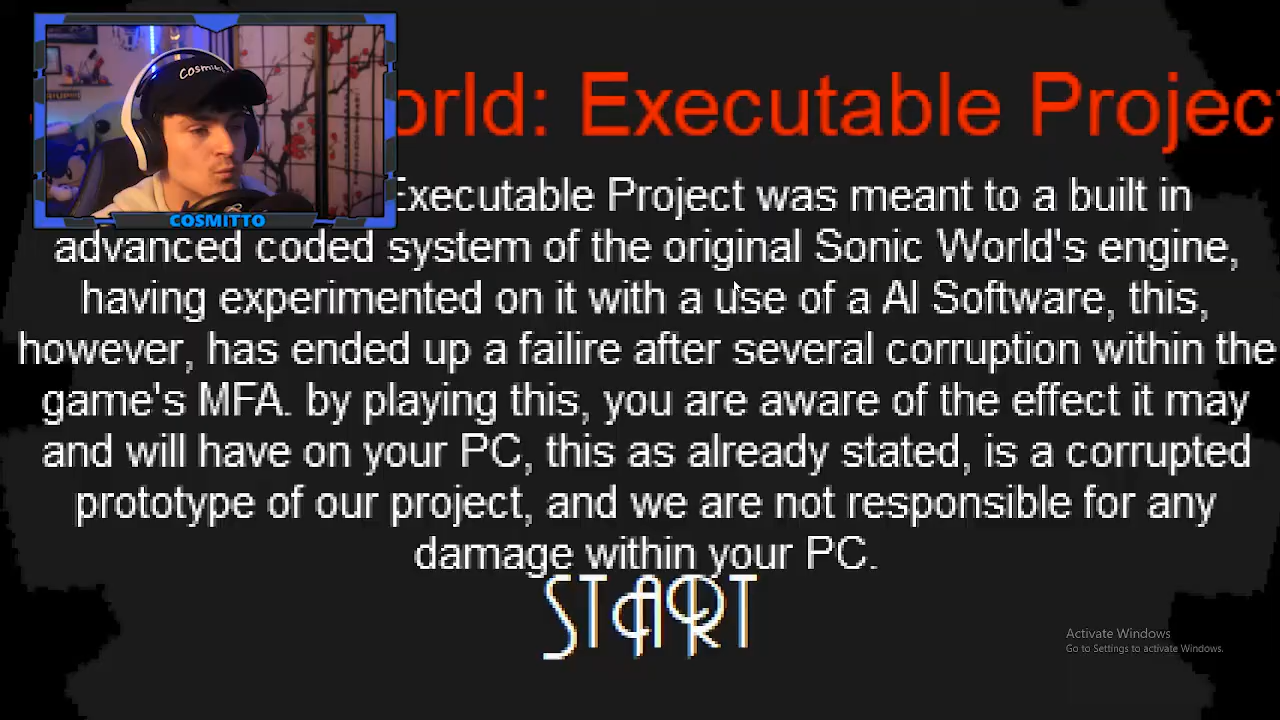 Cosmitto
COSMITTO
orld: Executable Projec
Executable Project was meant to a built in
advanced coded system of the original Sonic World's engine,
having experimented on it with a use of a AI Software, this,
however, has ended up a failire after several corruption within the
game's MFA. by playing this, you are aware of the effect it may
and will have on your PC, this as already stated, is a corrupted
prototype of our project, and we are not responsible for any
damage within your PC.
START
Activate Windows
Go to Settings to activate Windows.